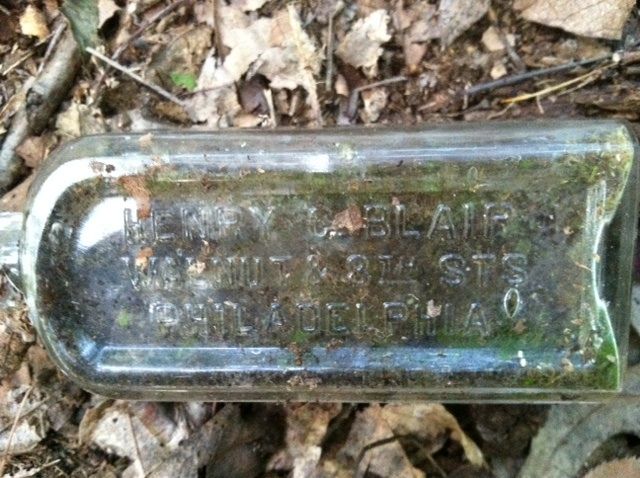 HENRY C. BLAIR
WALNUT & 8TH STS
PHILADELPHIA